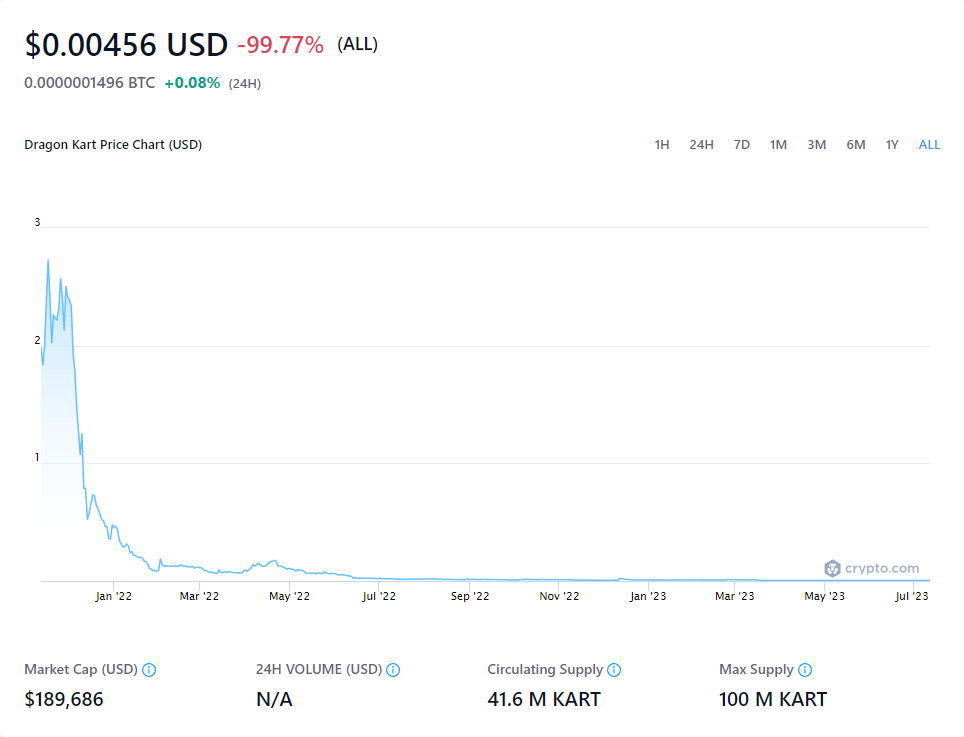 $0.00456 USD -99.77% (ALL)
0.0000001496 BTC +0.08% (24H)
Dragon Kart Price Chart (USD) 1H 24H 7D 1M 3M 6M 1Y ALL
3
2
1
crypto.com
Jan '22 Mar '22 May '22 Jul '22 Sep '22 Nov '22 Jan '23 Mar '23 May '23 Jul '23
Market Cap (USD) 24H VOLUME (USD) Circulating Supply Max Supply
$189,686 N/A 41.6 M KART 100 M KART